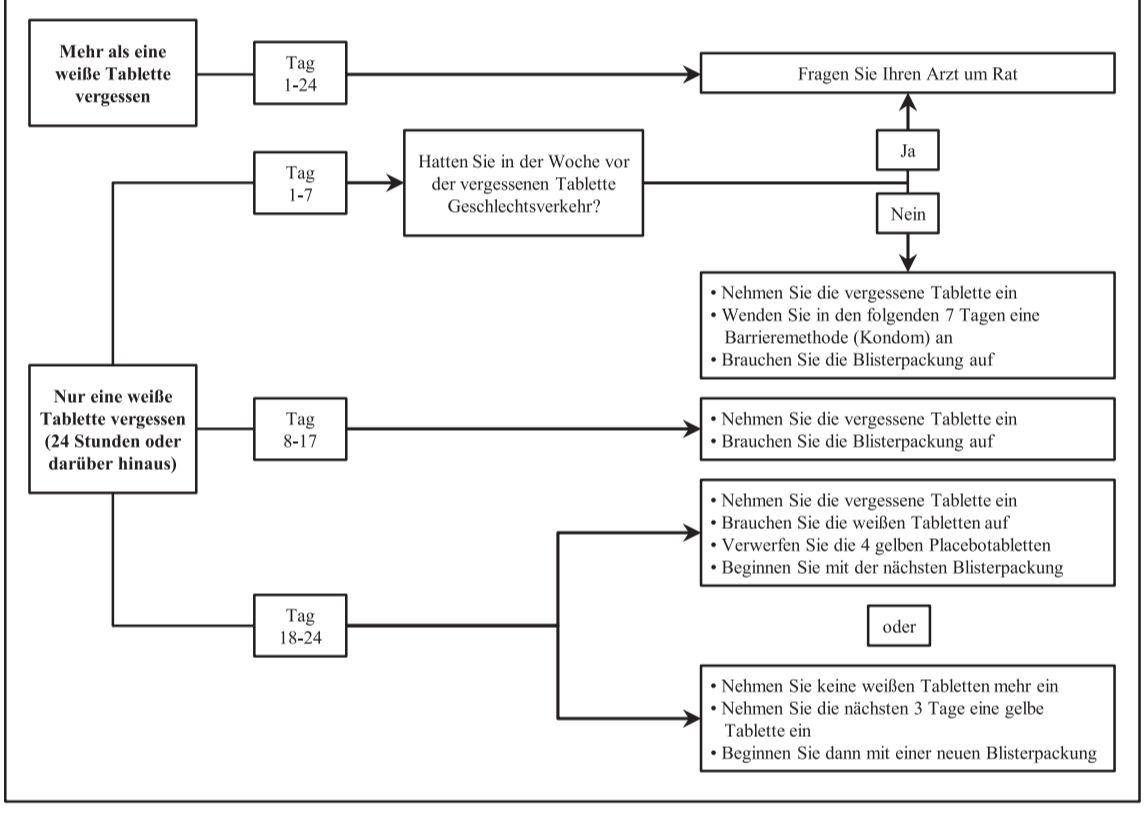 Mehr als eine
weiße Tablette
vergessen
Tag
1-24
Fragen Sie Ihren Arzt um Rat
Ja
Tag
1-7
Hatten Sie in der Woche vor
der vergessenen Tablette
Geschlechtsverkehr?
Nein
• Nehmen Sie die vergessene Tablette ein
• Wenden Sie in den folgenden 7 Tagen eine
Barrieremethode (Kondom) an
• Brauchen Sie die Blisterpackung auf
Nur eine weiße
Tablette vergessen
(24 Stunden oder
darüber hinaus)
Tag
8-17
• Nehmen Sie die vergessene Tablette ein
• Brauchen Sie die Blisterpackung auf
Tag
18-24
• Nehmen Sie die vergessene Tablette ein
• Brauchen Sie die weißen Tabletten auf
• Verwerfen Sie die 4 gelben Placebotabletten
• Beginnen Sie mit der nächsten Blisterpackung
oder
• Nehmen Sie keine weißen Tabletten mehr ein
• Nehmen Sie die nächsten 3 Tage eine gelbe
Tablette ein
• Beginnen Sie dann mit einer neuen Blisterpackung